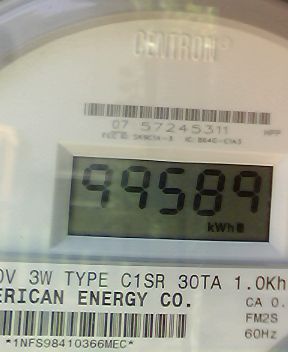 CENTRON®
07 57245311
99589
kWh
0V 3W TYPE C1SR 30TA 1.0Kh
ERICAN ENERGY CO.
CA 0.
FM2S
60Hz
*1NFS98410366MEC*